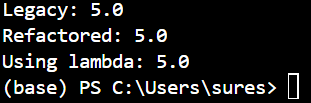 Legacy: 5.0
Refactored: 5.0
Using lambda: 5.0
(base) PS C:\Users\sures>